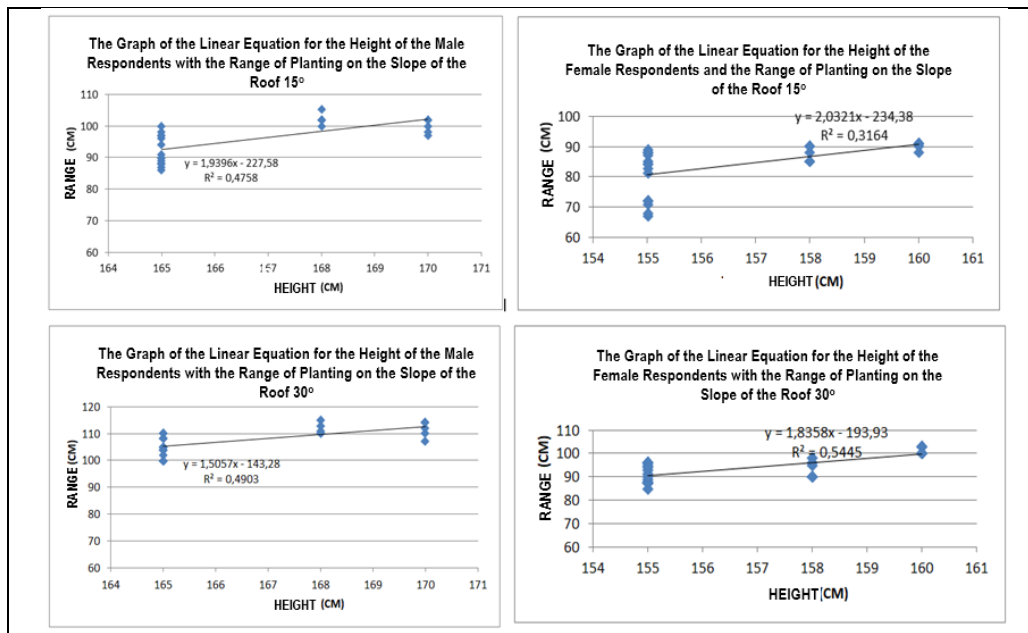 The Graph of the Linear Equation for the Height of the Male
Respondents with the Range of Planting on the Slope of the
Roof 15º
RANGE (CM)
110
100
90
80
70
60
y = 1,9396x - 227,58
R² = 0,4758
164 165 166 157 168 169 170 171
HEIGHT (CM)
The Graph of the Linear Equation for the Height of the
Female Respondents and the Range of Planting on the Slope
of the Roof 15º
RANGE (CM)
100
90
80
70
60
y = 2,0321x - 234,38
R² = 0,3164
154 155 156 157 158 159 160 161
HEIGHT (CM)
The Graph of the Linear Equation for the Height of the Male
Respondents with the Range of Planting on the Slope of the
Roof 30º
RANGE (CM)
120
110
100
90
80
70
60
y = 1,5057x - 143,28
R² = 0,4903
164 165 166 167 168 169 170 171
HEIGHT (CM)
The Graph of the Linear Equation for the Height of the
Female Respondents with the Range of Planting on the
Slope of the Roof 30º
RANGE (CM)
110
100
90
80
70
60
y = 1,8358x - 193,93
R² = 0,5445
154 155 156 157 158 159 160 161
HEIGHT(CM)